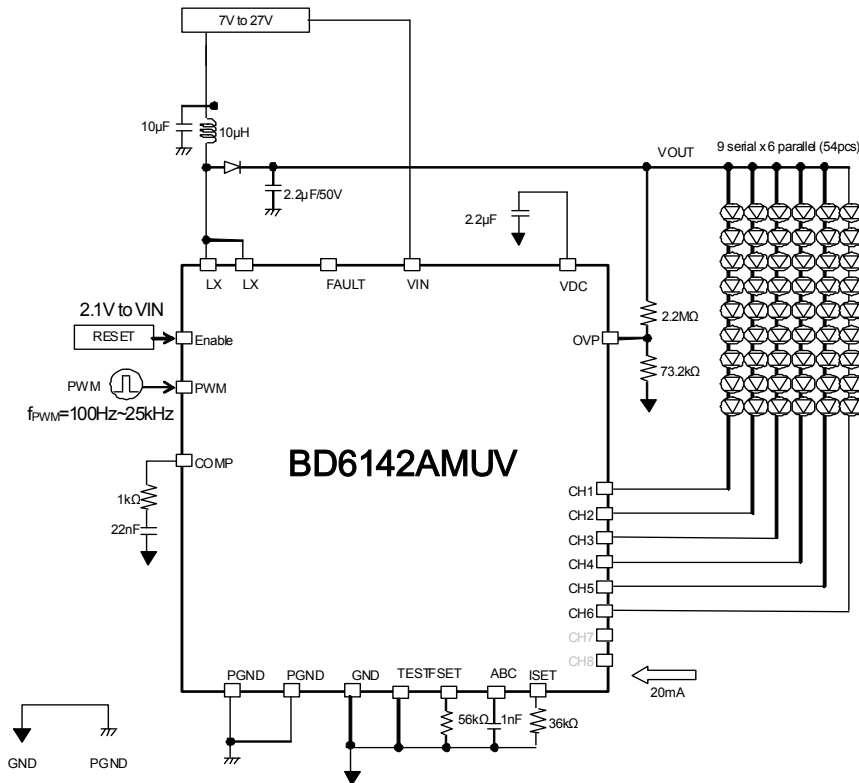 7V to 27V
10µF
10µH
VOUT
9 serial x 6 parallel (54pcs)
2.2µF/50V
2.2µF
LX
LX
FAULT
VIN
VDC
2.1V to VIN
RESET
Enable
OVP
2.2MΩ
73.2kΩ
PWM
PWM
fPWM=100Hz~25kHz
COMP
BD6142AMUV
1kΩ
22nF
CH1
CH2
CH3
CH4
CH5
CH6
CH7
CH8
20mA
PGND
PGND
GND
TEST
FSET
ABC
ISET
56kΩ
1nF
36kΩ
GND
PGND